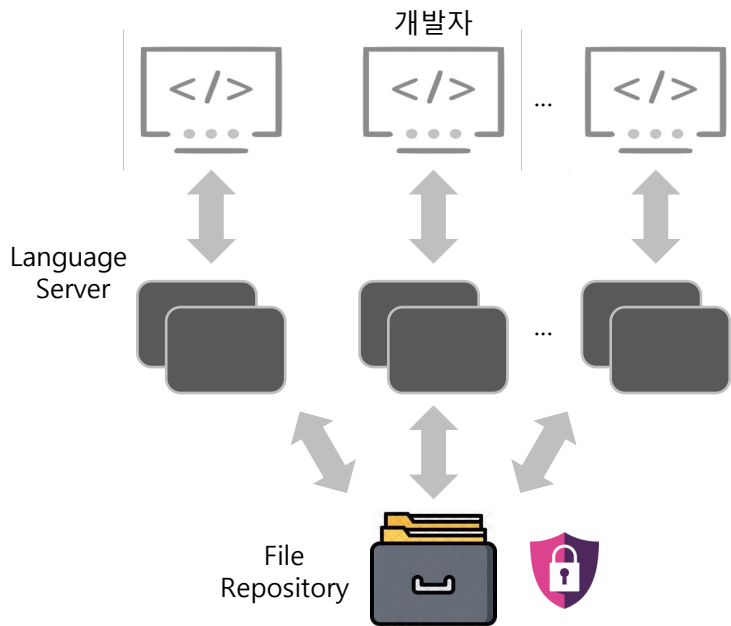 개발자
</>
</>
...
</>
Language
Server
...
File
Repository